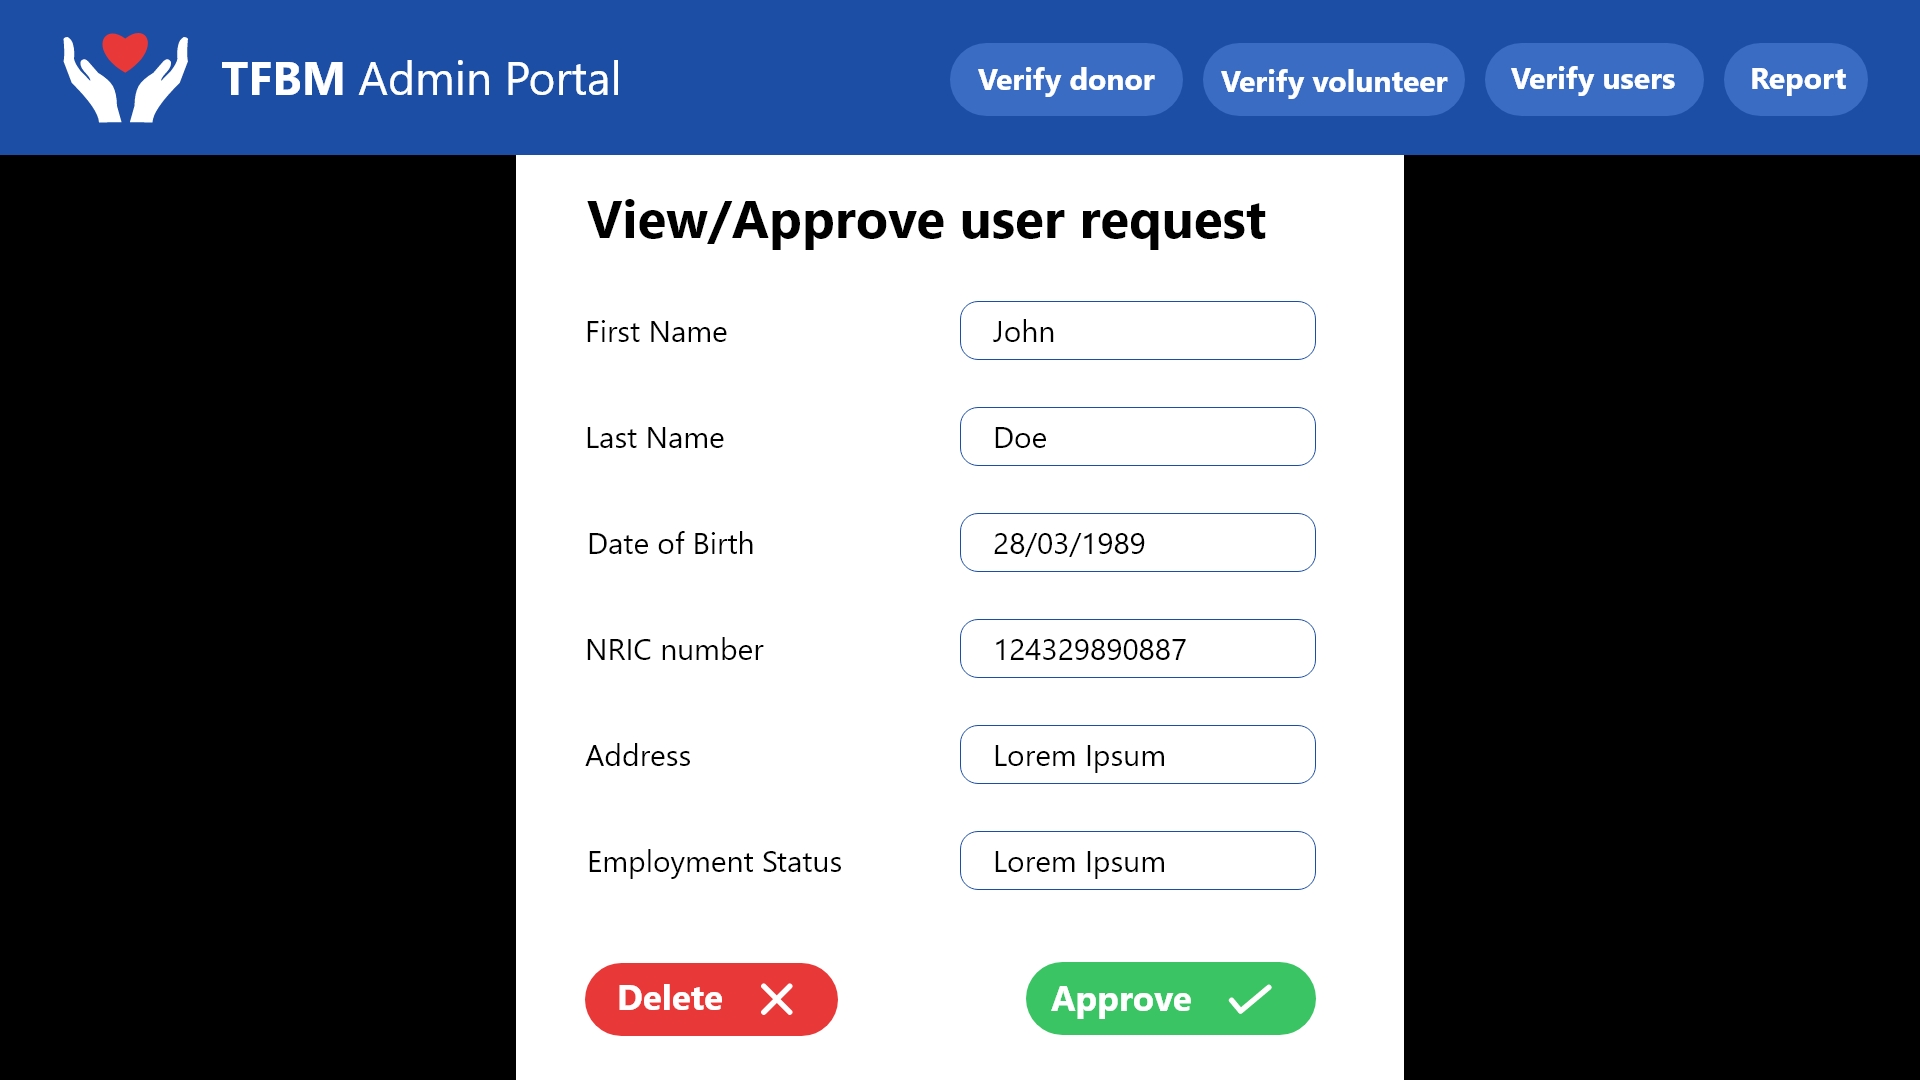 TFBM Admin Portal
Verify donor
Verify volunteer
Verify users
Report
View/Approve user request
First Name
John
Last Name
Doe
Date of Birth
28/03/1989
NRIC number
124329890887
Address
Lorem Ipsum
Employment Status
Lorem Ipsum
Delete
Approve